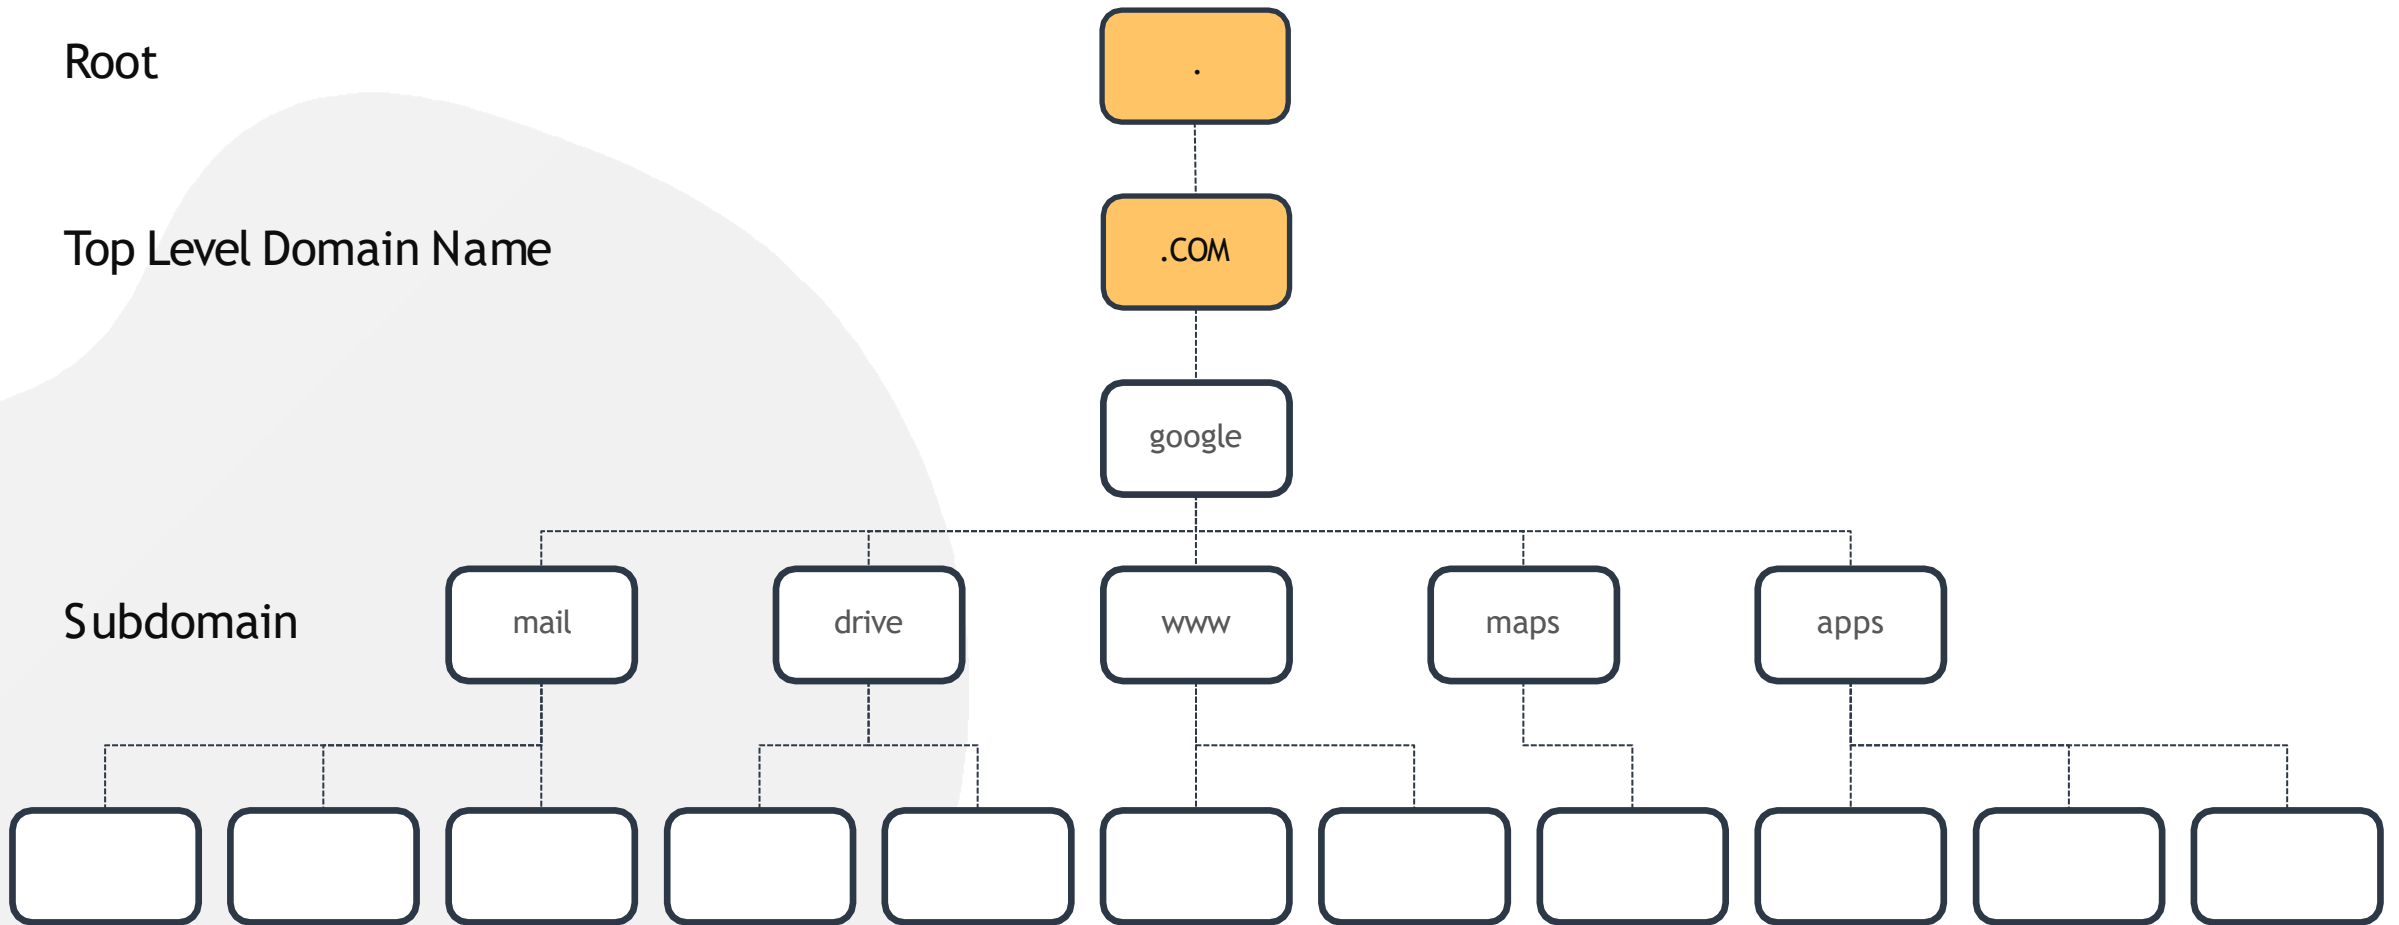 Root
.
Top Level Domain Name
.COM
google
Subdomain
mail
drive
www
maps
apps